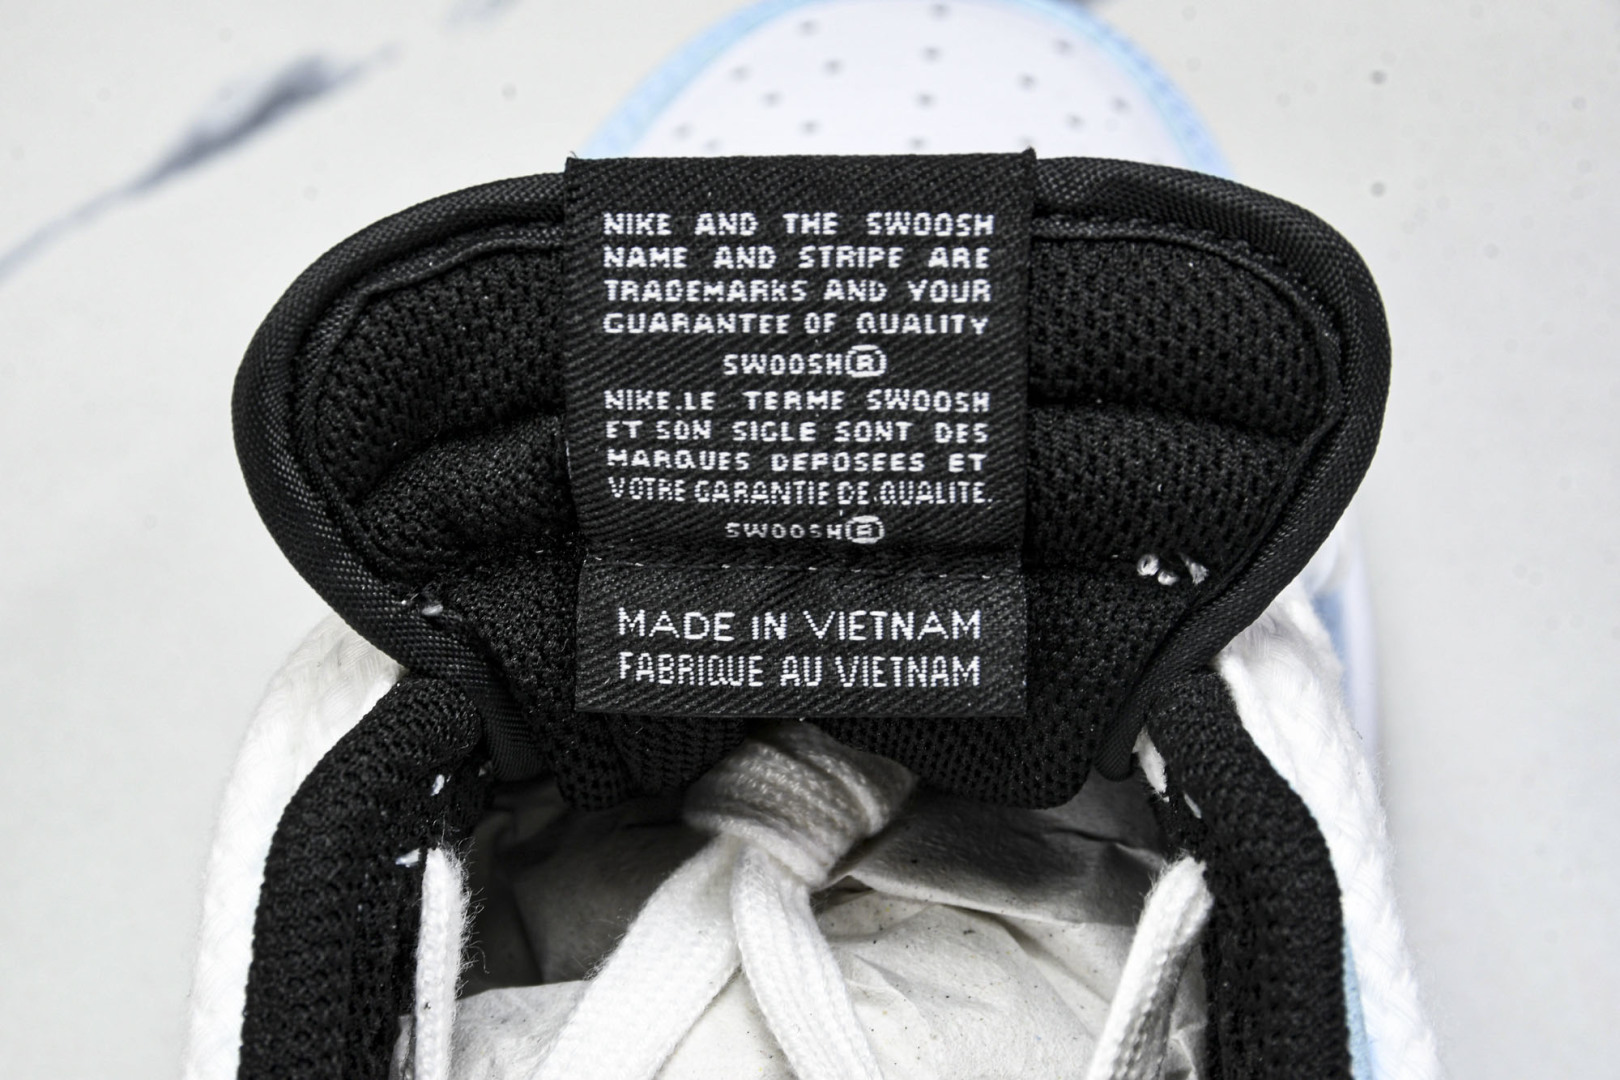 NIKE AND THE SWOOSH
NAME AND STRIPE ARE
TRADEMARKS AND YOUR
GUARANTEE OF QUALITY
SWOOSH®
NIKE.LE TERME SWOOSH
ET SON SIGLE SONT DES
MARQUES DEPOSEES ET
VOTRE GARANTIE DE QUALITE.
SWOOSH®
MADE IN VIETNAM
FABRIQUE AU VIETNAM